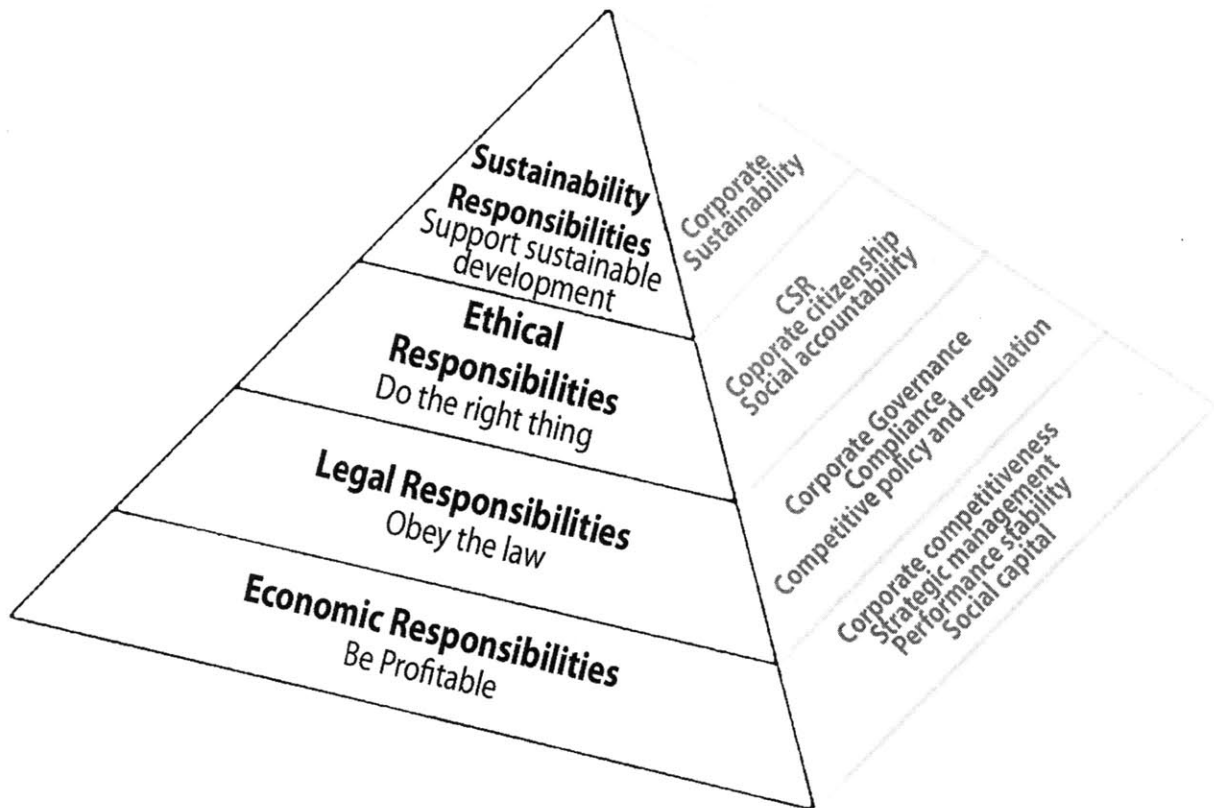 Sustainability
Responsibilities
Support sustainable
development
Ethical
Responsibilities
Do the right thing
Legal Responsibilities
Obey the law
Economic Responsibilities
Be Profitable
Corporate
Sustainability
CSR
Coporate citizenship
Social accountability
Corporate Governance
Compliance
Competitive policy and regulation
Corporate competitiveness
Strategic management
Performance stability
Social capital